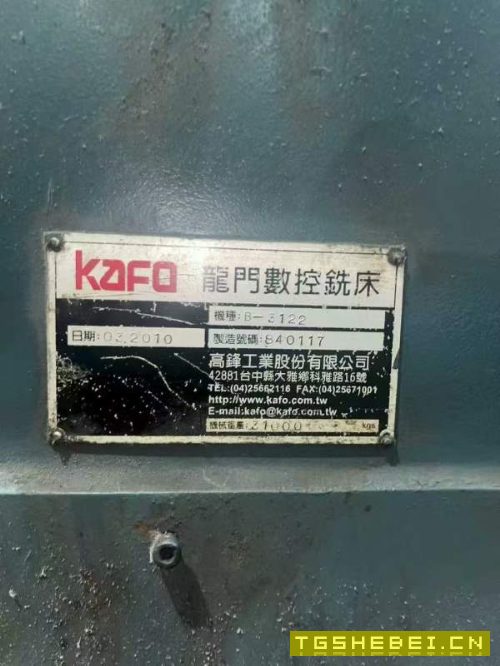 KAFO 龍門數控銑床
機種:B-3122
日期:03.2010 製造號碼:840117
高鋒工業股份有限公司
42881台中縣大雅鄉科雅路16號
TEL:(04)25662116 FAX:(04)25671001
http://www.kafo.com.tw
E-mail:kafo@kafo.com.tw
機械能量:31000 kgs
TGSHEBEI.CN